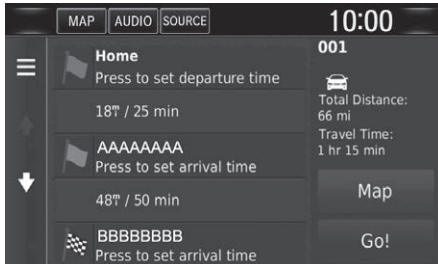 MAP AUDIO SOURCE 10:00
Home
Press to set departure time
18㏕ / 25 min
AAAAAAAA
Press to set arrival time
48㏕ / 50 min
BBBBBBBB
Press to set arrival time
001
Total Distance:
66 mi
Travel Time:
1 hr 15 min
Map
Go!